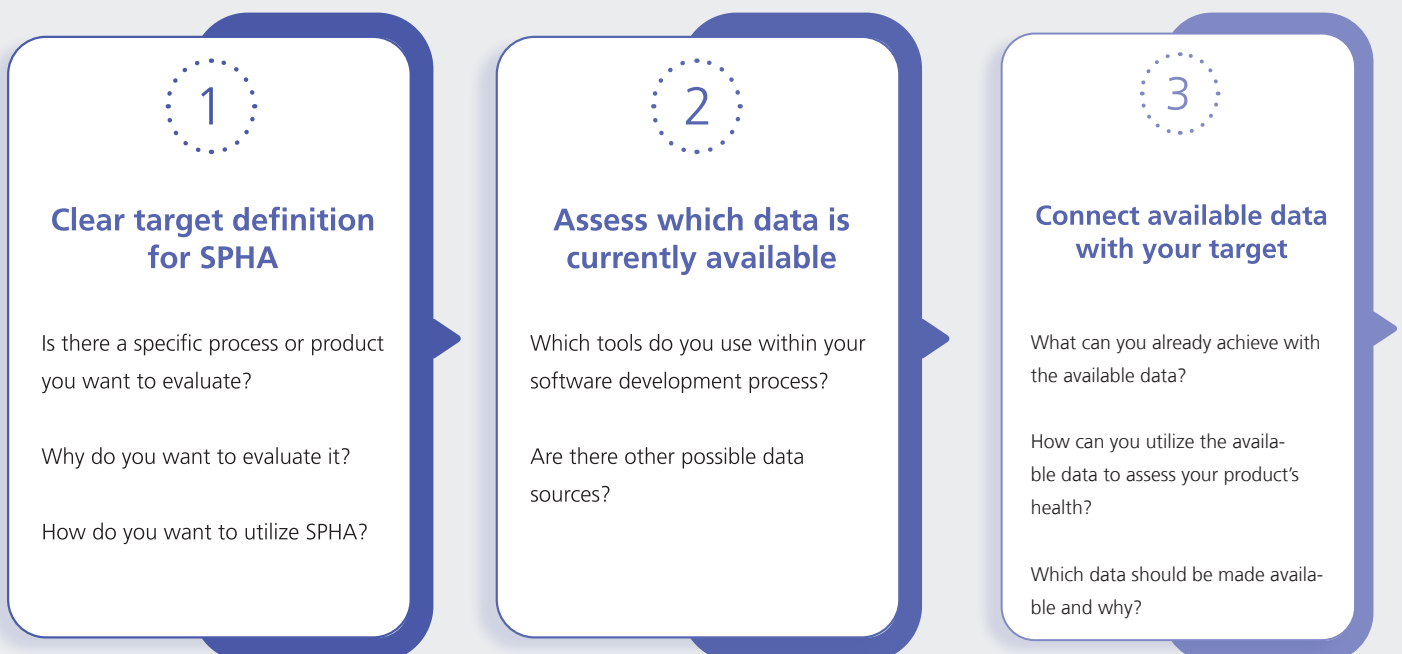 1
Clear target definition
for SPHA
Is there a specific process or product
you want to evaluate?
Why do you want to evaluate it?
How do you want to utilize SPHA?
2
Assess which data is
currently available
Which tools do you use within your
software development process?
Are there other possible data
sources?
3
Connect available data
with your target
What can you already achieve with
the available data?
How can you utilize the availa-
ble data to assess your product’s
health?
Which data should be made availa-
ble and why?